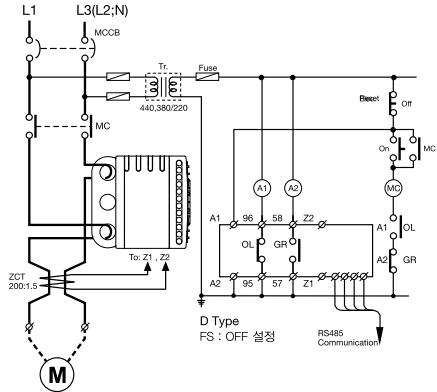 L1 L3(L2;N)
MCCB
Tr.
Fuse
440,380/220
Reset
Off
MC
On
MC
A1
A2
MC
A1 96 58 Z2
A1 OL
OL GR
To: Z1 , Z2
A2 GR
ZCT
200:1.5
A2 95 57 Z1
D Type
FS : OFF 설정
RS485
Communication
M